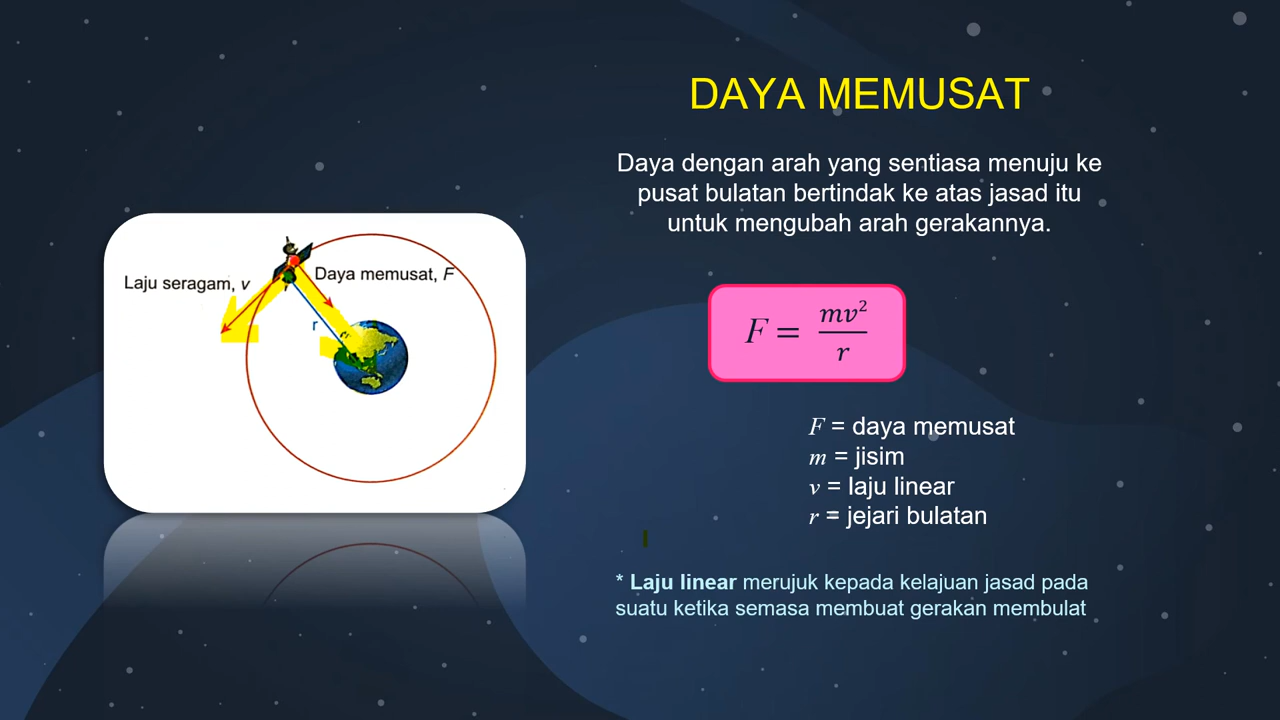 DAYA MEMUSAT
Daya dengan arah yang sentiasa menuju ke
pusat bulatan bertindak ke atas jasad itu
untuk mengubah arah gerakannya.
Laju seragam, v
Daya memusat, F
r
F = mv²/r
F = daya memusat
m = jisim
v = laju linear
r = jejari bulatan
* Laju linear merujuk kepada kelajuan jasad pada
suatu ketika semasa membuat gerakan membulat